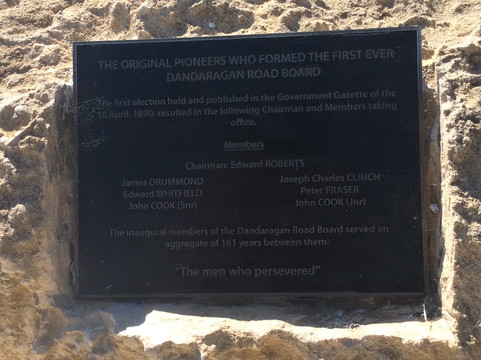 THE ORIGINAL PIONEERS WHO FORMED THE FIRST EVER
DANDARAGAN ROAD BOARD
The first election held and published in the Government Gazette of the
10 April, 1890, resulted in the following Chairman and Members taking
office.
Members
Chairman: Edward ROBERTS
James DRUMMOND
Edward WHITFIELD
John COOK (Snr)
Joseph Charles CLINCH
Peter FRASER
John COOK (Jnr)
The inaugural members of the Dandaragan Road Board served an
aggregate of 161 years between them:
"The men who persevered"